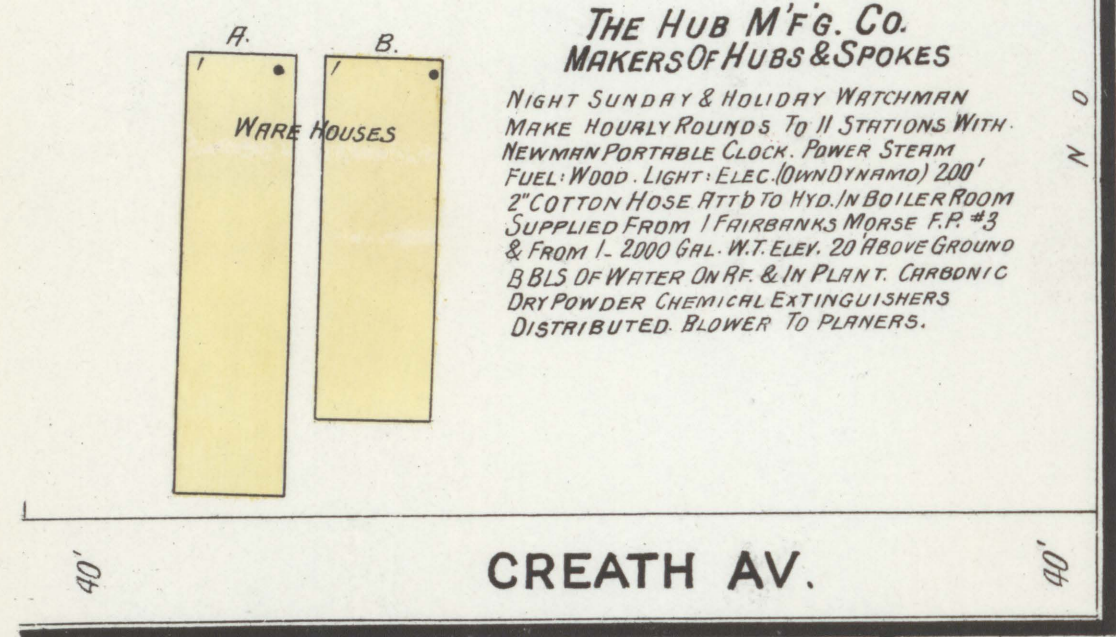 THE HUB M'F'G. CO.
MAKERS OF HUBS & SPOKES
A.
B.
1
1
WARE HOUSES
NIGHT SUNDAY & HOLIDAY WATCHMAN
MAKE HOURLY ROUNDS TO 11 STATIONS WITH
NEWMAN PORTABLE CLOCK. POWER STEAM
FUEL: WOOD. LIGHT: ELEC. (OWN DYNAMO) 200'
2" COTTON HOSE ATT'D TO HYD. IN BOILER ROOM
SUPPLIED FROM 1 FAIRBANKS MORSE F.P. #3
& FROM 1- 2000 GAL. W.T. ELEV. 20' ABOVE GROUND
BBLS OF WATER ON RF. & IN PLANT. CARBONIC
DRY POWDER CHEMICAL EXTINGUISHERS
DISTRIBUTED. BLOWER TO PLANERS.
N O
40'
CREATH AV.
40'